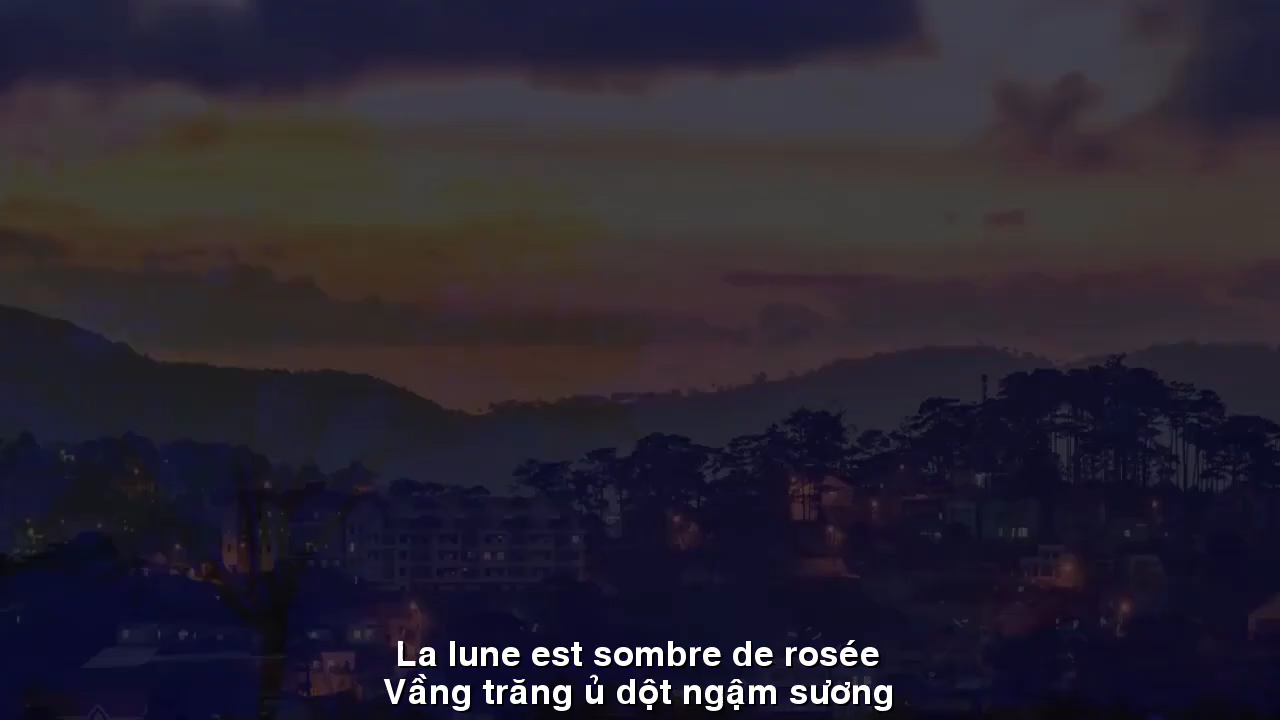 La lune est sombre de rosée
Vầng trăng ủ dột ngậm sương